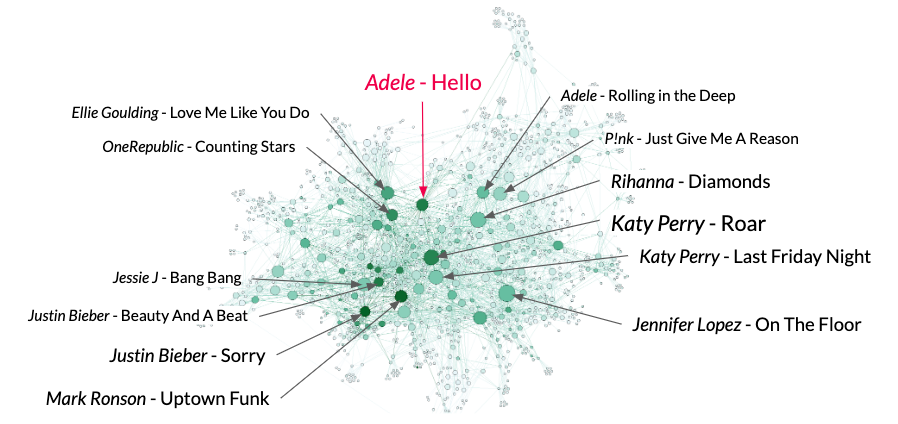 Adele - Hello
Adele - Rolling in the Deep
Ellie Goulding - Love Me Like You Do
P!nk - Just Give Me A Reason
OneRepublic - Counting Stars
Rihanna - Diamonds
Katy Perry - Roar
Katy Perry - Last Friday Night
Jessie J - Bang Bang
Justin Bieber - Beauty And A Beat
Jennifer Lopez - On The Floor
Justin Bieber - Sorry
Mark Ronson - Uptown Funk